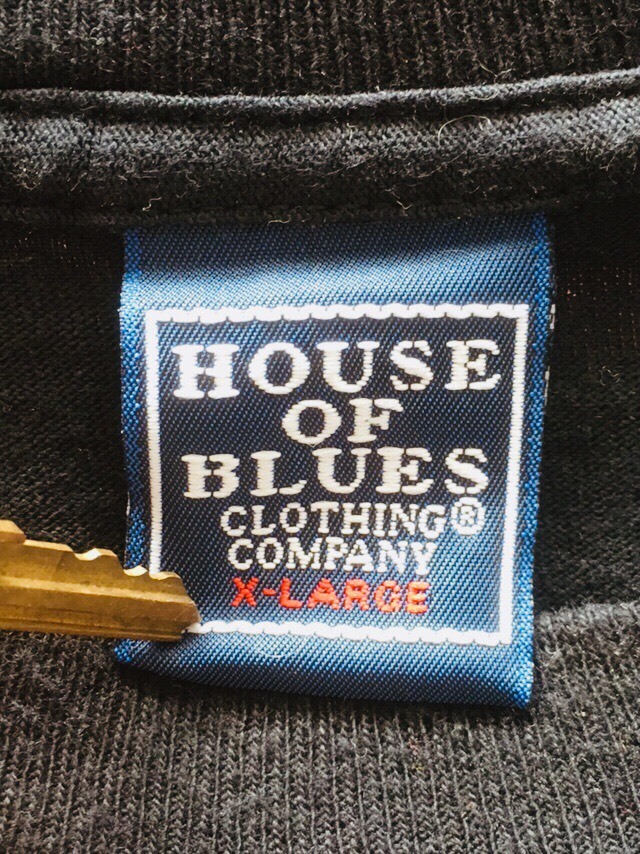 HOUSE
OF
BLUES
CLOTHING®
COMPANY
X-LARGE